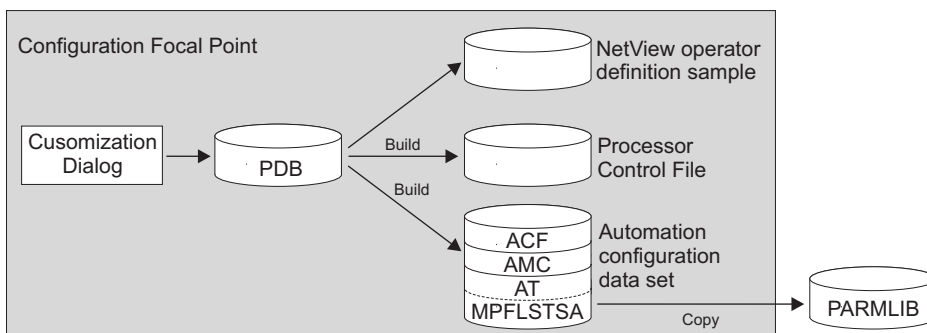 Configuration Focal Point
NetView operator
definition sample
Cusomization
Dialog
PDB
Build
Processor
Control File
Build
ACF
AMC
AT
MPFLSTSA
Automation
configuration
data set
Copy
PARMLIB